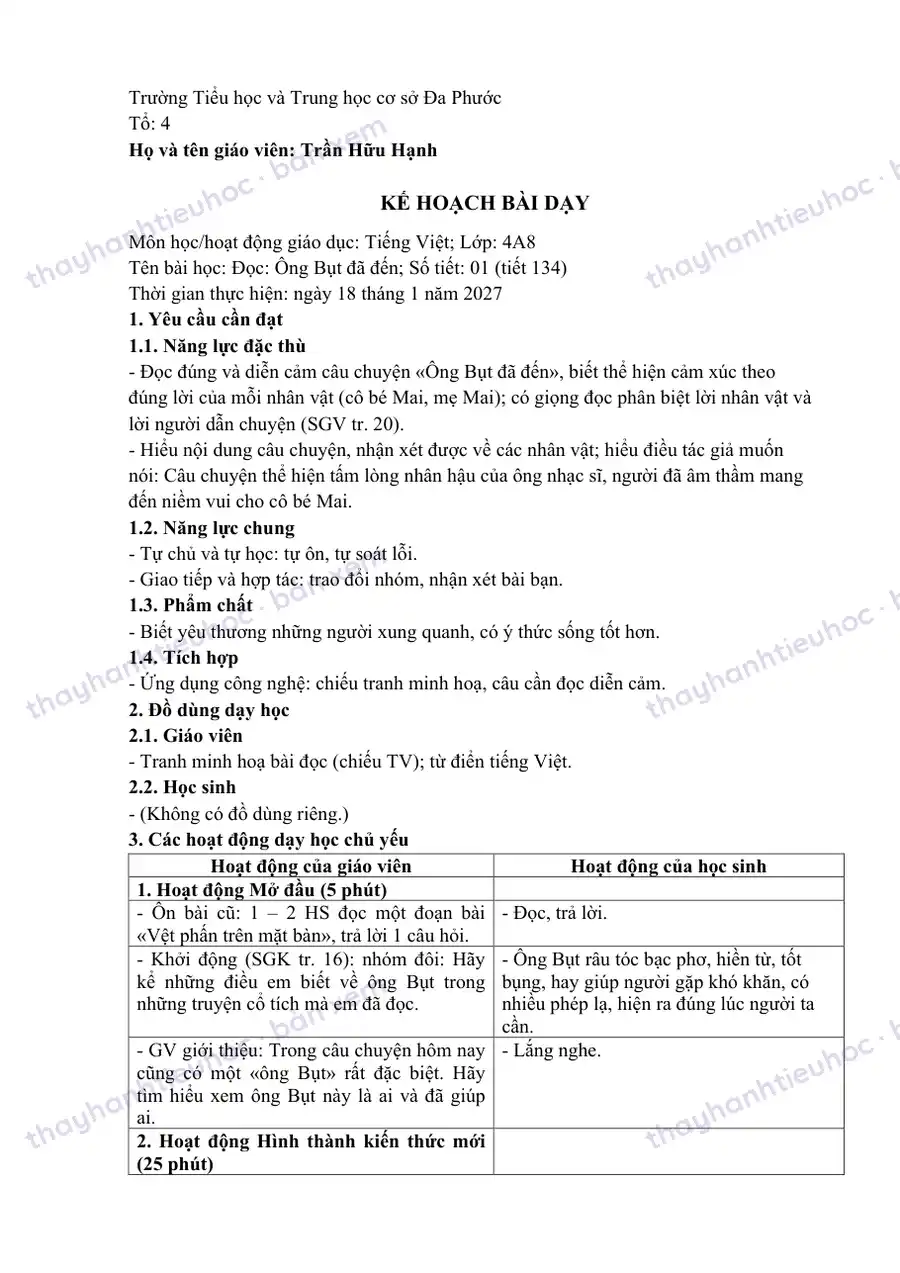 Trường Tiểu học và Trung học cơ sở Đa Phước
Tổ: 4
Họ và tên giáo viên: Trần Hữu Hạnh
KẾ HOẠCH BÀI DẠY
Môn học/hoạt động giáo dục: Tiếng Việt; Lớp: 4A8
Tên bài học: Đọc: Ông Bụt đã đến; Số tiết: 01 (tiết 134)
Thời gian thực hiện: ngày 18 tháng 1 năm 2027
1. Yêu cầu cần đạt
1.1. Năng lực đặc thù
- Đọc đúng và diễn cảm câu chuyện «Ông Bụt đã đến», biết thể hiện cảm xúc theo
đúng lời của mỗi nhân vật (cô bé Mai, mẹ Mai); có giọng đọc phân biệt lời nhân vật và
lời người dẫn chuyện (SGV tr. 20).
- Hiểu nội dung câu chuyện, nhận xét được về các nhân vật; hiểu điều tác giả muốn
nói: Câu chuyện thể hiện tấm lòng nhân hậu của ông nhạc sĩ, người đã âm thầm mang
đến niềm vui cho cô bé Mai.
1.2. Năng lực chung
- Tự chủ và tự học: tự ôn, tự soát lỗi.
- Giao tiếp và hợp tác: trao đổi nhóm, nhận xét bài bạn.
1.3. Phẩm chất
- Biết yêu thương những người xung quanh, có ý thức sống tốt hơn.
1.4. Tích hợp
- Ứng dụng công nghệ: chiếu tranh minh hoạ, câu cần đọc diễn cảm.
2. Đồ dùng dạy học
2.1. Giáo viên
- Tranh minh hoạ bài đọc (chiếu TV); từ điển tiếng Việt.
2.2. Học sinh
- (Không có đồ dùng riêng.)
3. Các hoạt động dạy học chủ yếu
Hoạt động của giáo viên
Hoạt động của học sinh
1. Hoạt động Mở đầu (5 phút)
- Ôn bài cũ: 1 – 2 HS đọc một đoạn bài
«Vệt phấn trên mặt bàn», trả lời 1 câu hỏi.
- Đọc, trả lời.
- Khởi động (SGK tr. 16): nhóm đôi: Hãy
kể những điều em biết về ông Bụt trong
những truyện cổ tích mà em đã đọc.
- Ông Bụt râu tóc bạc phơ, hiền từ, tốt
bụng, hay giúp người gặp khó khăn, có
nhiều phép lạ, hiện ra đúng lúc người ta
cần.
- GV giới thiệu: Trong câu chuyện hôm nay
cũng có một «ông Bụt» rất đặc biệt. Hãy
tìm hiểu xem ông Bụt này là ai và đã giúp
ai.
- Lắng nghe.
2. Hoạt động Hình thành kiến thức mới
(25 phút)
thayhanhtieuhoc · bản xem
thayhanhtieuhoc · b
thayhanhtieuhoc · bản xem
thayhanhtieuhoc · b
thayhanhtieuhoc · bản xem
thayhanhtieuhoc · b